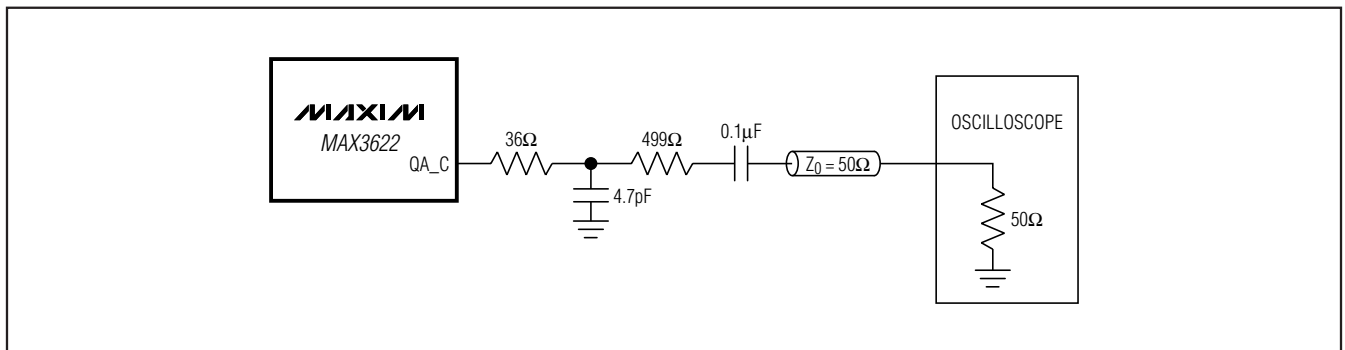 MAXIM
MAX3622
QA_C
36Ω
4.7pF
499Ω
0.1μF
Z0 = 50Ω
OSCILLOSCOPE
50Ω